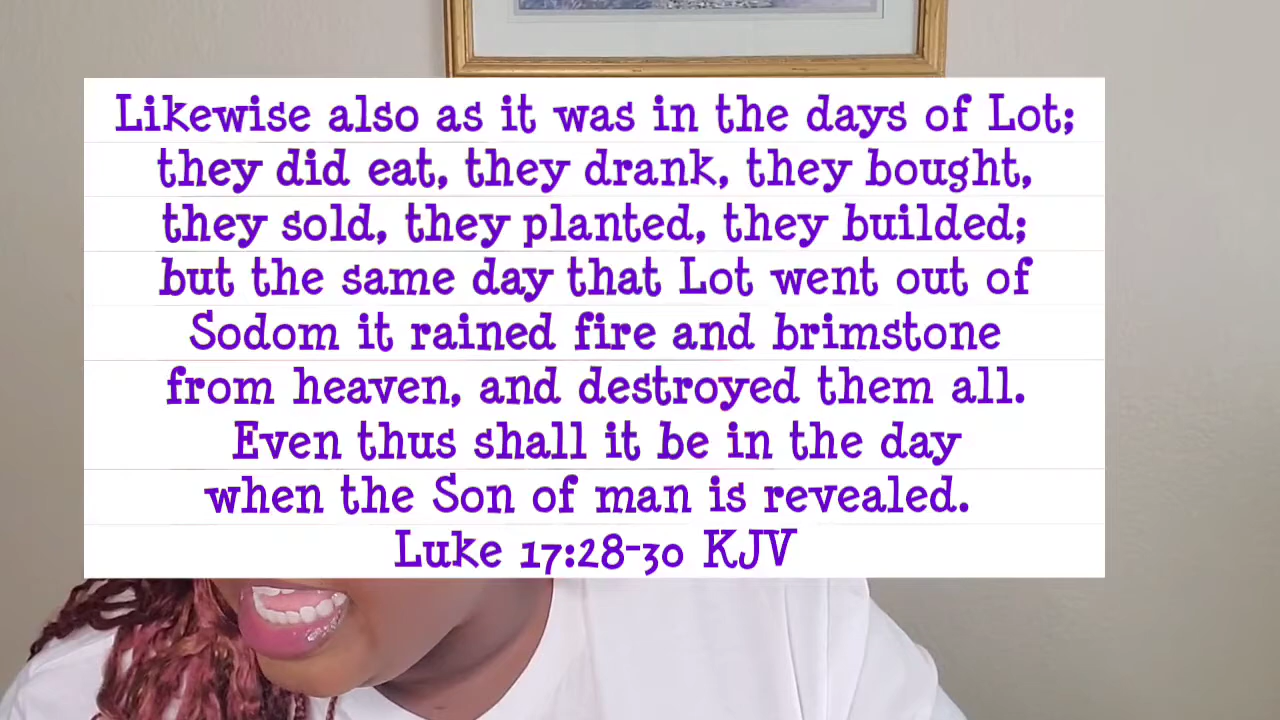 Likewise also as it was in the days of Lot;
they did eat, they drank, they bought,
they sold, they planted, they builded;
but the same day that Lot went out of
Sodom it rained fire and brimstone
from heaven, and destroyed them all.
Even thus shall it be in the day
when the Son of man is revealed.
Luke 17:28-30 KJV